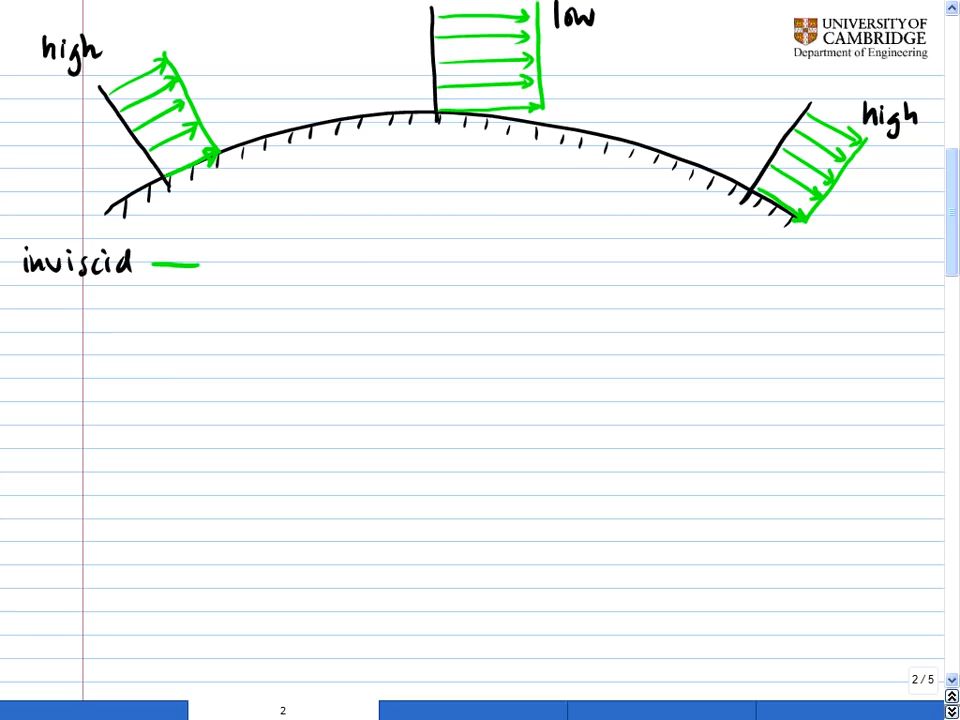 low
UNIVERSITY OF
CAMBRIDGE
Department of Engineering
high
high
inviscid
2 / 5
2